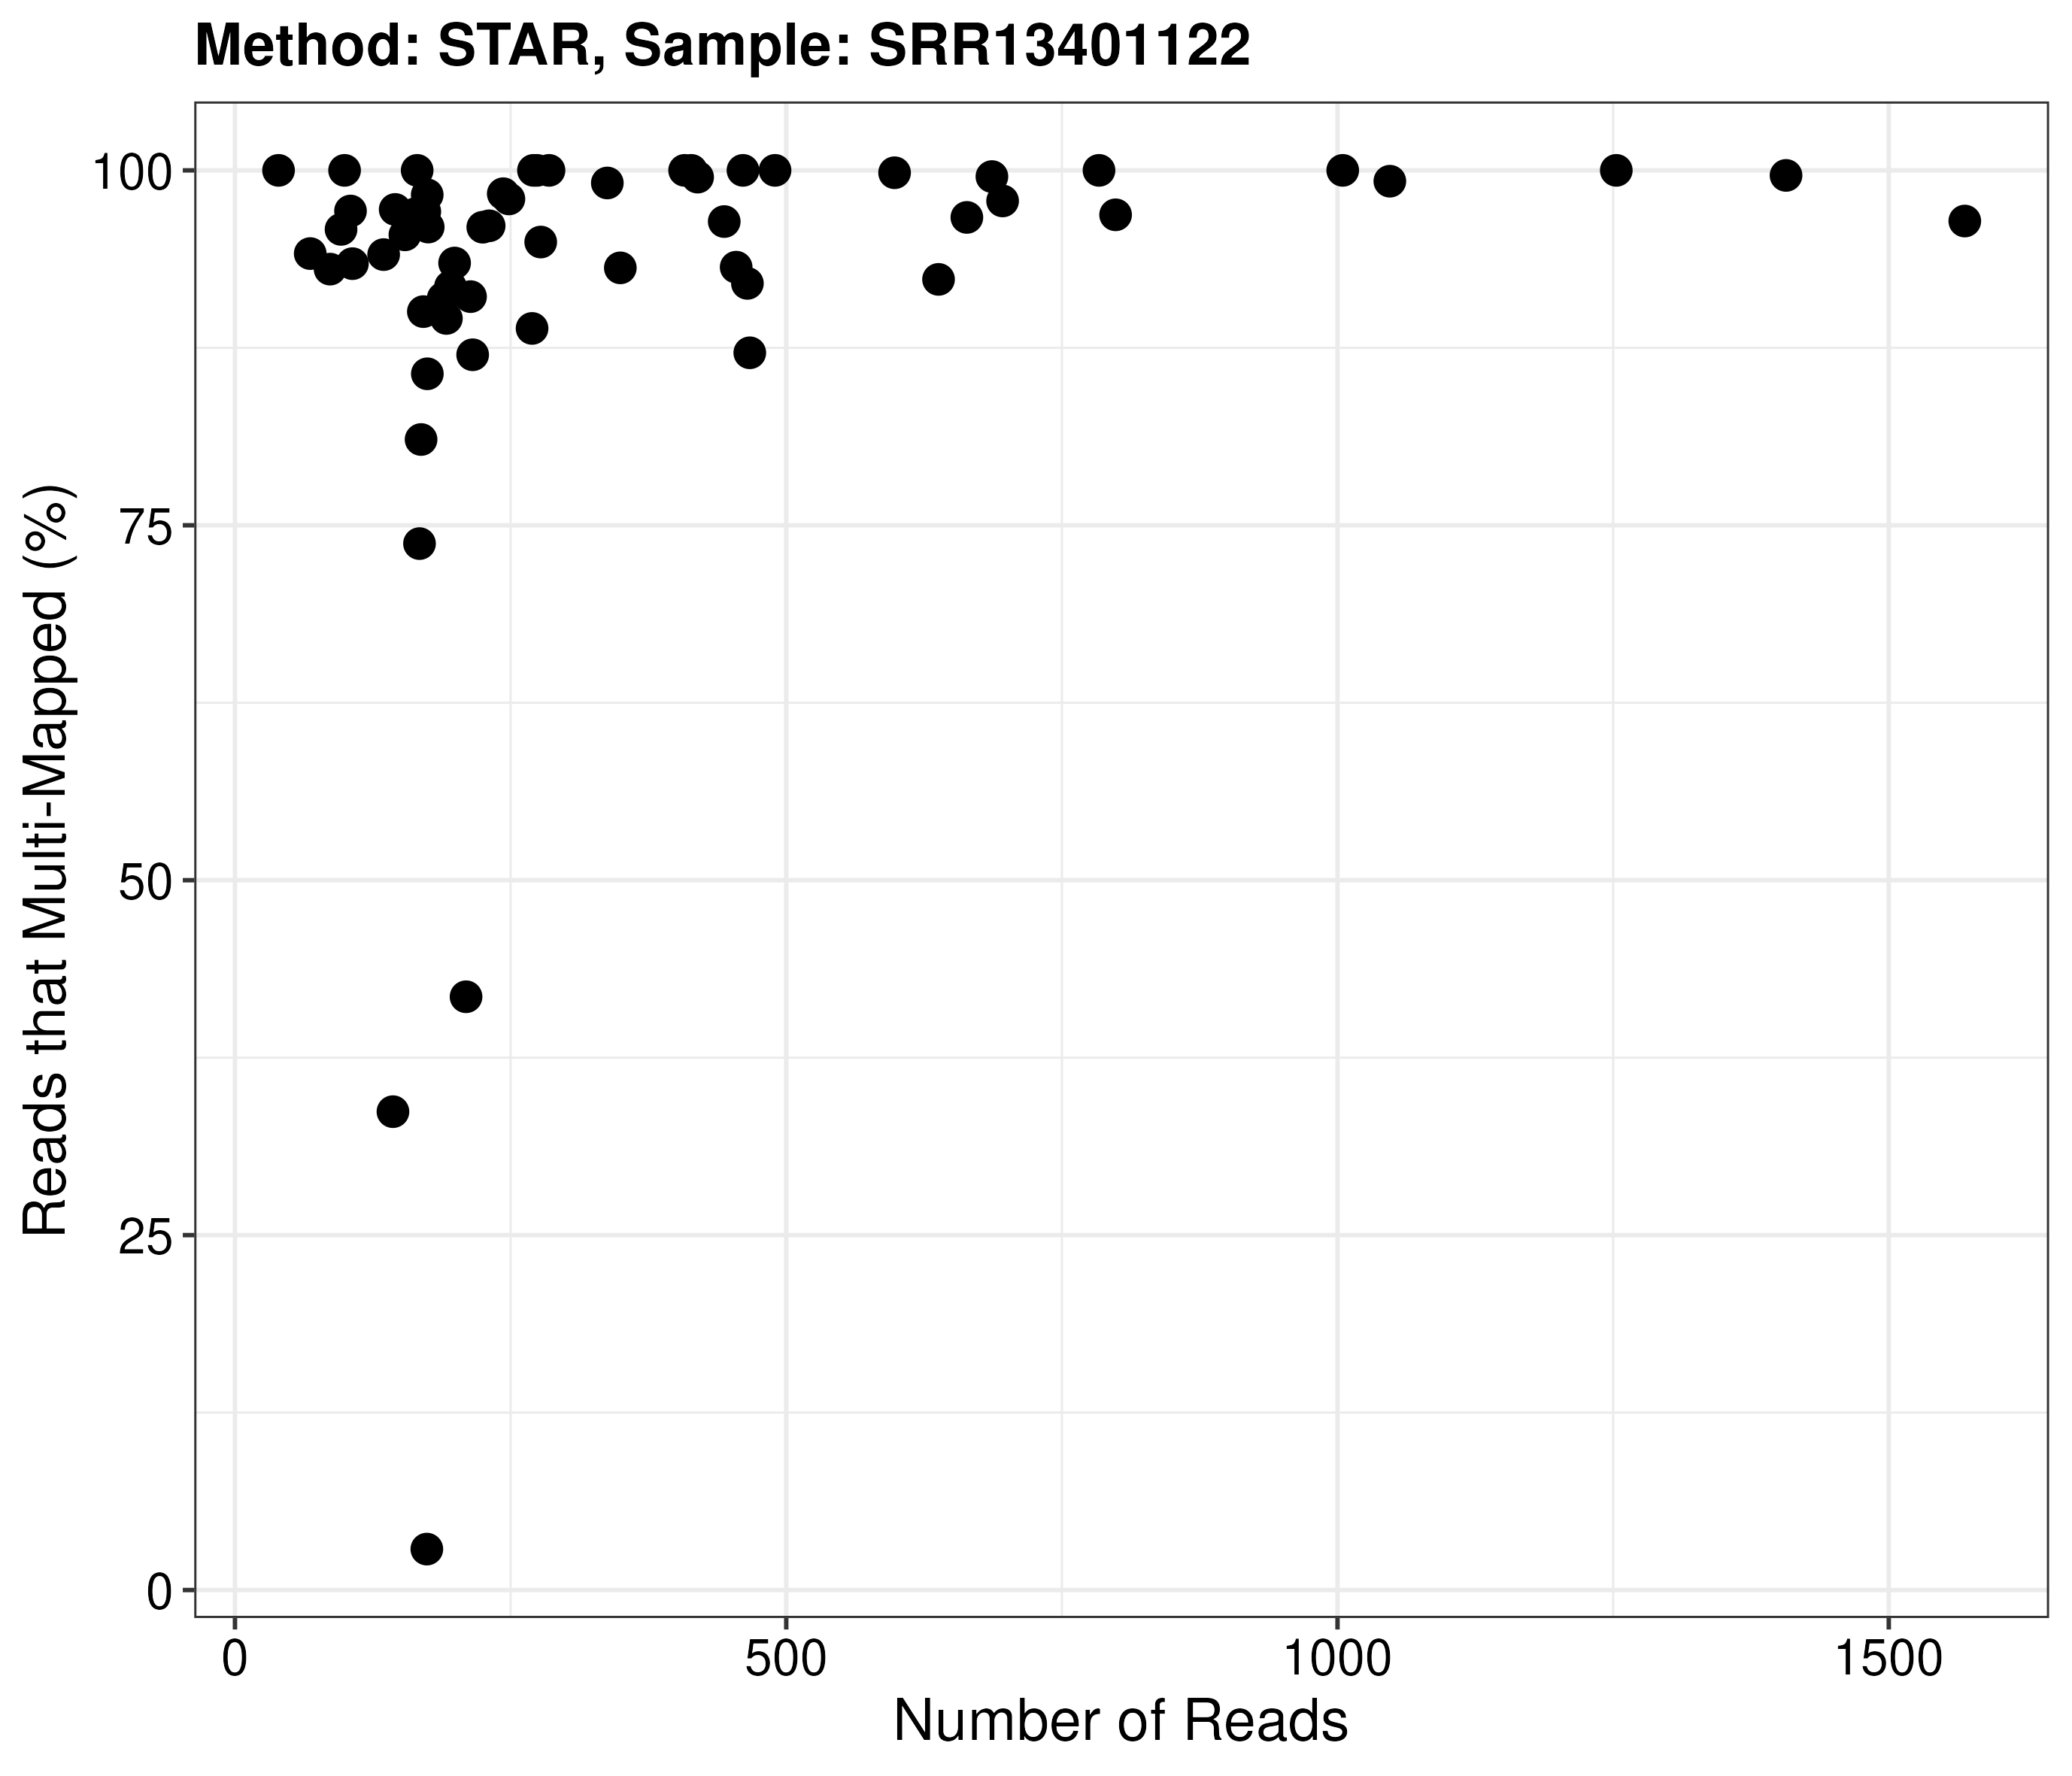 Method: STAR, Sample: SRR13401122
Reads that Multi-Mapped (%)
100
75
50
25
0
0 500 1000 1500
Number of Reads